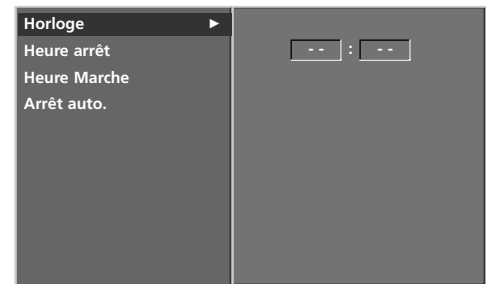 Horloge ►
- - : - -
Heure arrêt
Heure Marche
Arrêt auto.